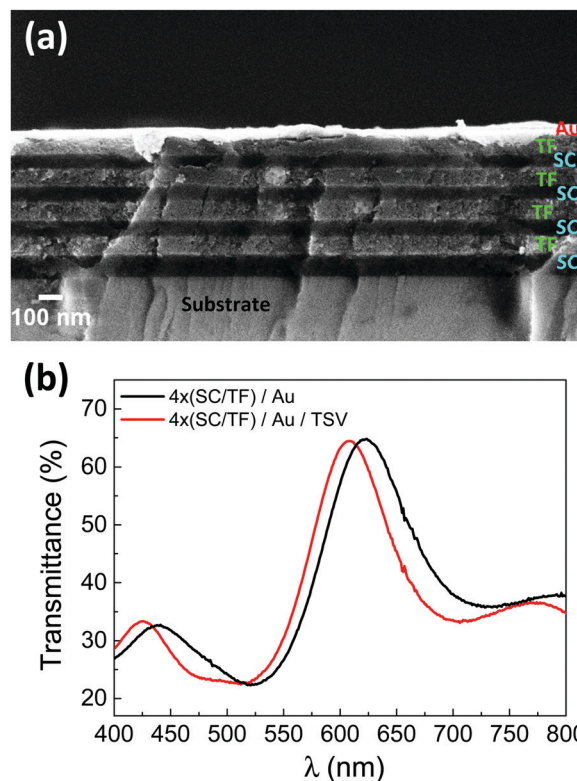 (a)
Au
TF
SC
TF
SC
TF
SC
TF
SC
Substrate
100 nm
(b)
4x(SC/TF) / Au
4x(SC/TF) / Au / TSV
Transmittance (%)
70
60
50
40
30
20
400 450 500 550 600 650 700 750 800
λ (nm)